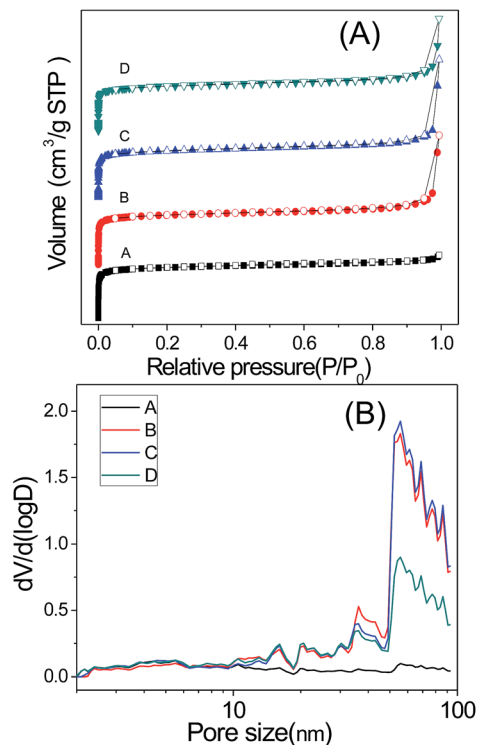 (A)
Volume (cm³/g STP )
D
C
B
A
0.0 0.2 0.4 0.6 0.8 1.0
Relative pressure(P/P₀)
(B)
A
B
C
D
dV/d(logD)
2.0
1.5
1.0
0.5
0.0
10 100
Pore size(nm)